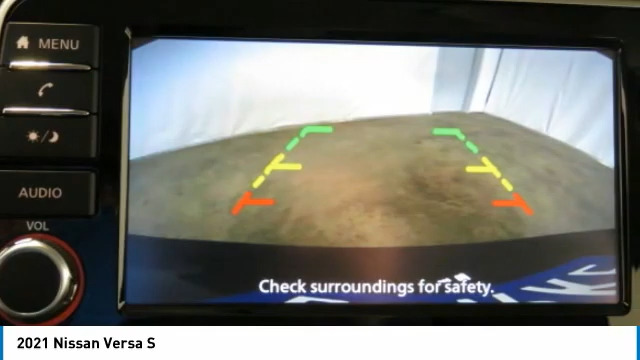 MENU
AUDIO
VOL
Check surroundings for safety.
2021 Nissan Versa S